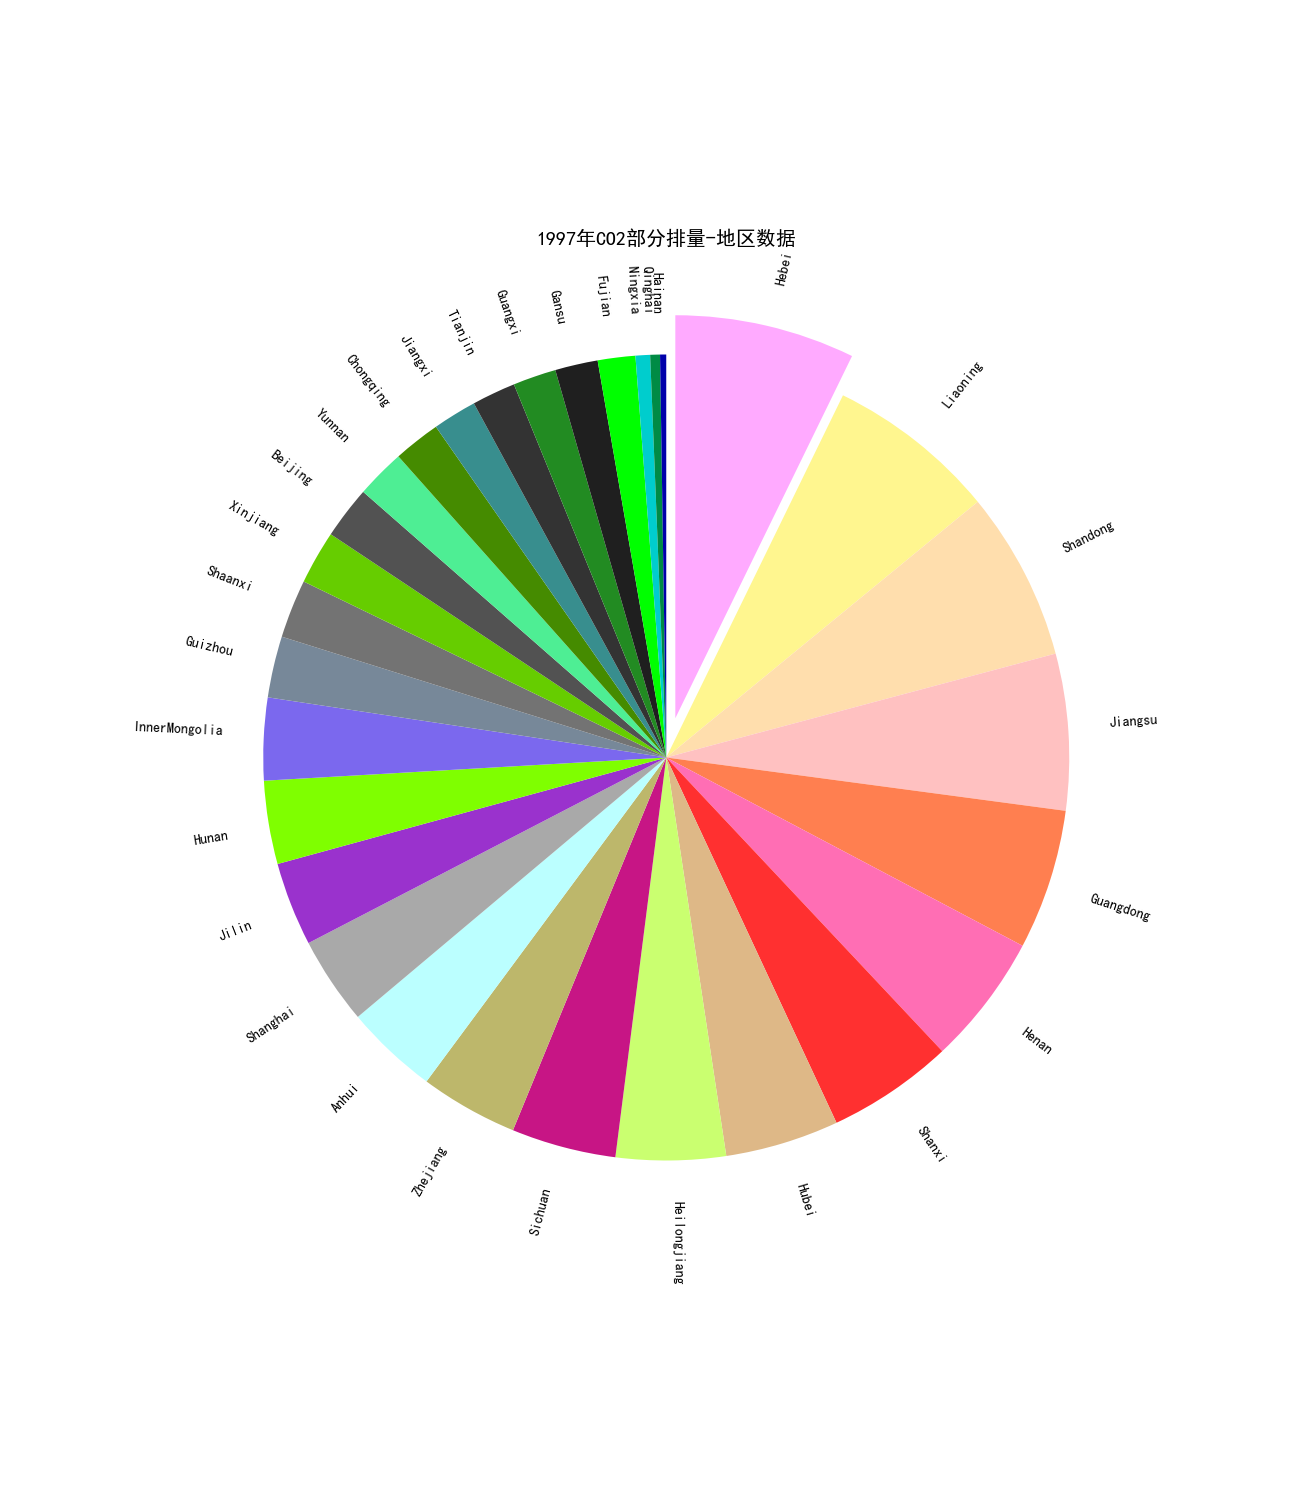 1997年CO2部分排量-地区数据
Hebei
Liaoning
Shandong
Jiangsu
Guangdong
Henan
Shanxi
Hubei
Heilongjiang
Sichuan
Zhejiang
Anhui
Shanghai
Jilin
Hunan
InnerMongolia
Guizhou
Shaanxi
Xinjiang
Beijing
Yunnan
Chongqing
Jiangxi
Tianjin
Guangxi
Gansu
Fujian
Ningxia
Qinghai
Hainan